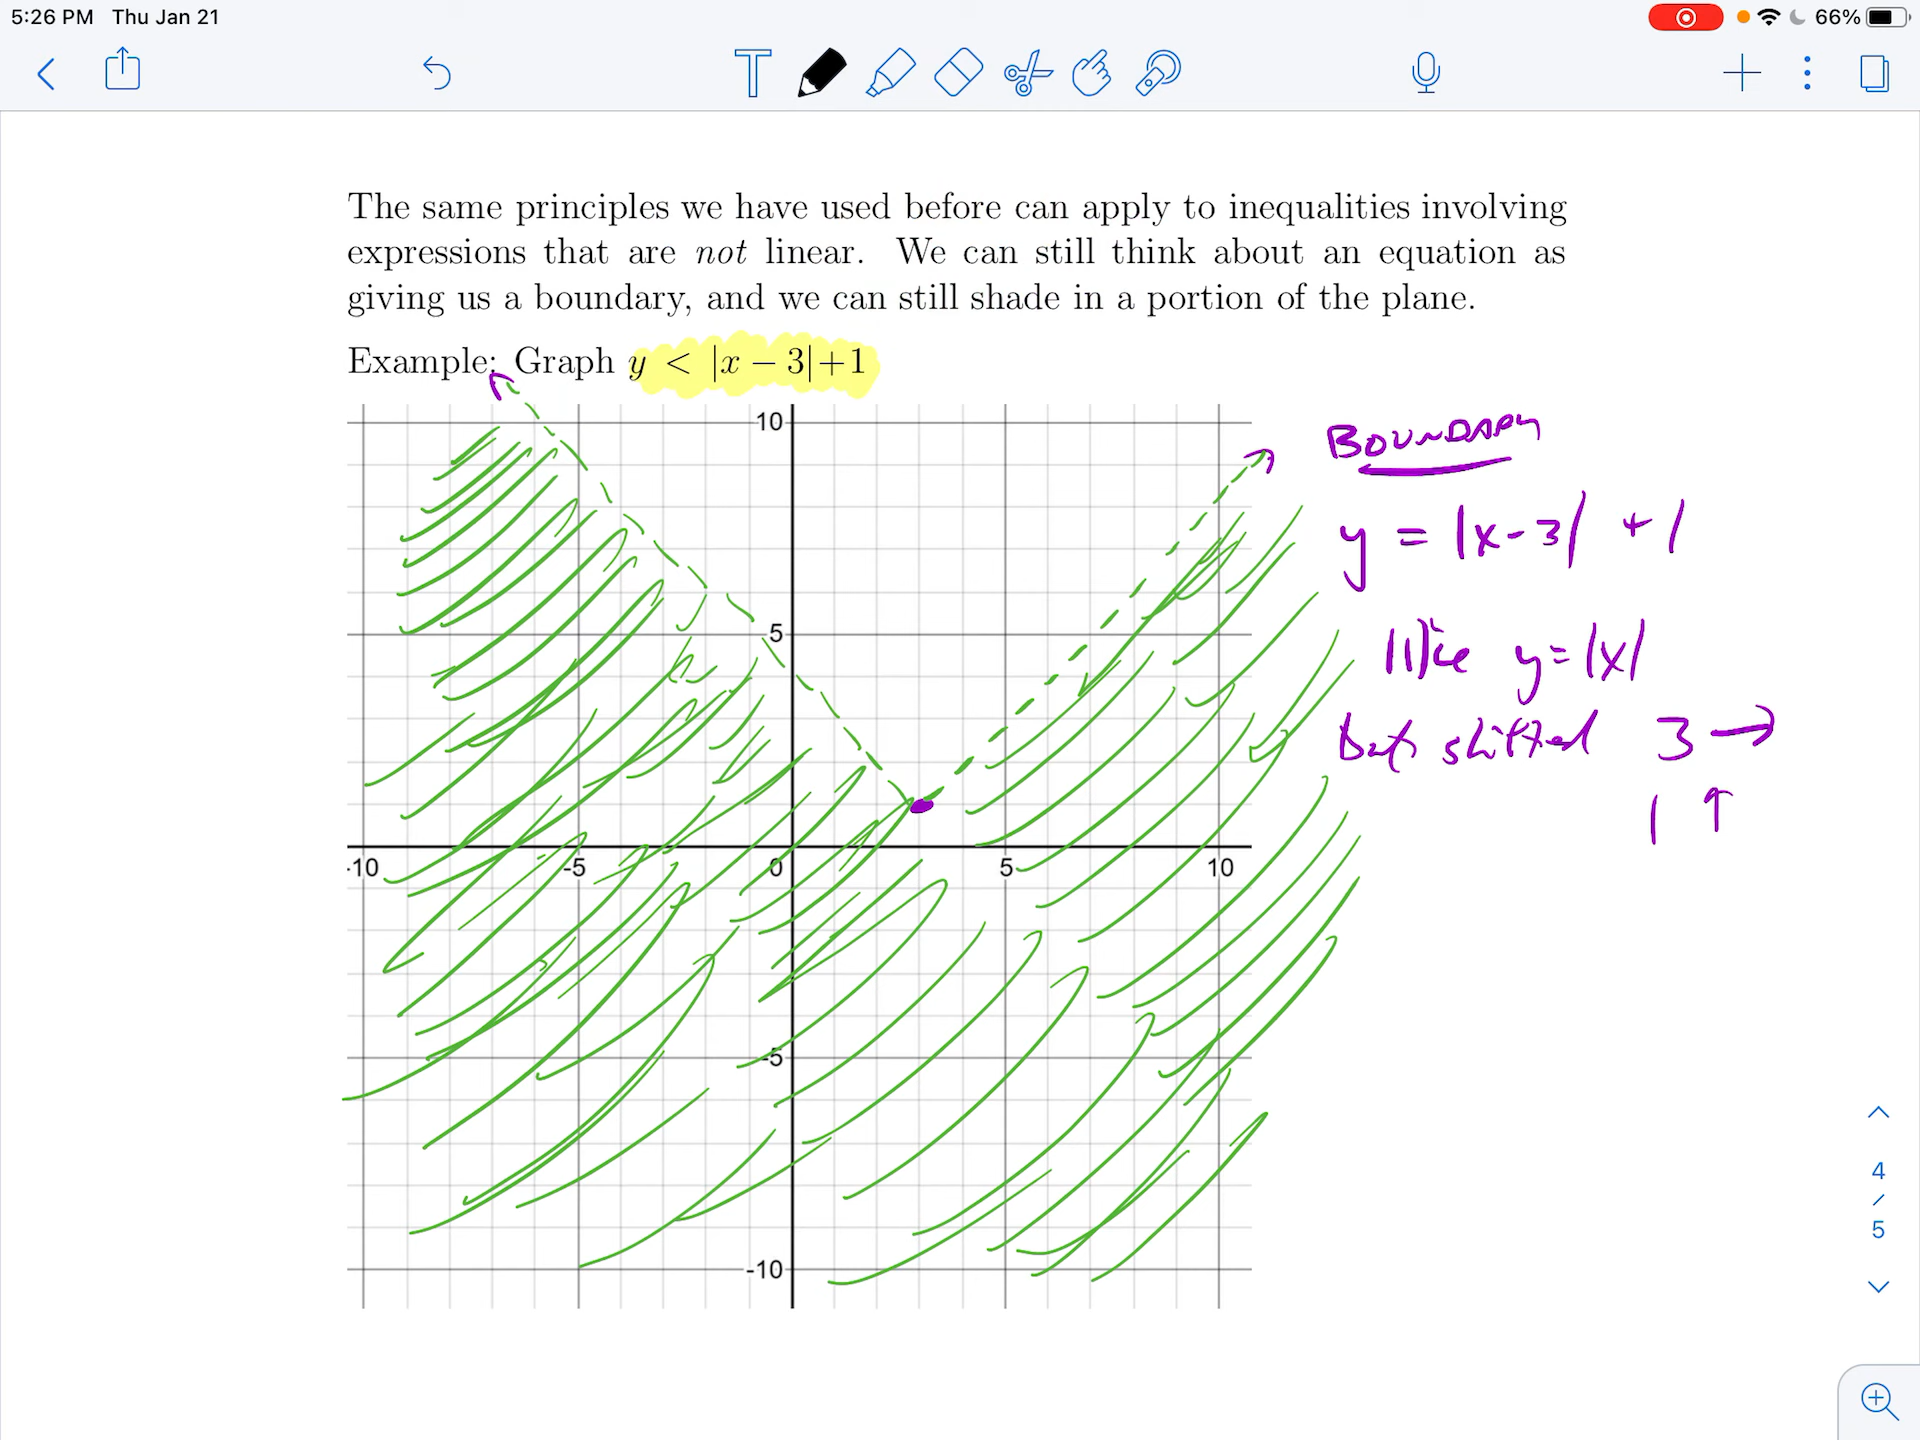 5:26 PM Thu Jan 21
66%
T
The same principles we have used before can apply to inequalities involving
expressions that are not linear. We can still think about an equation as
giving us a boundary, and we can still shade in a portion of the plane.
Example: Graph y < |x − 3|+1
10
5
-10 -5 0 5 10
-5
-10
BOUNDARY
y = |x-3| +1
like y=|x|
but shifted 3 →
1 ↑
4
/
5